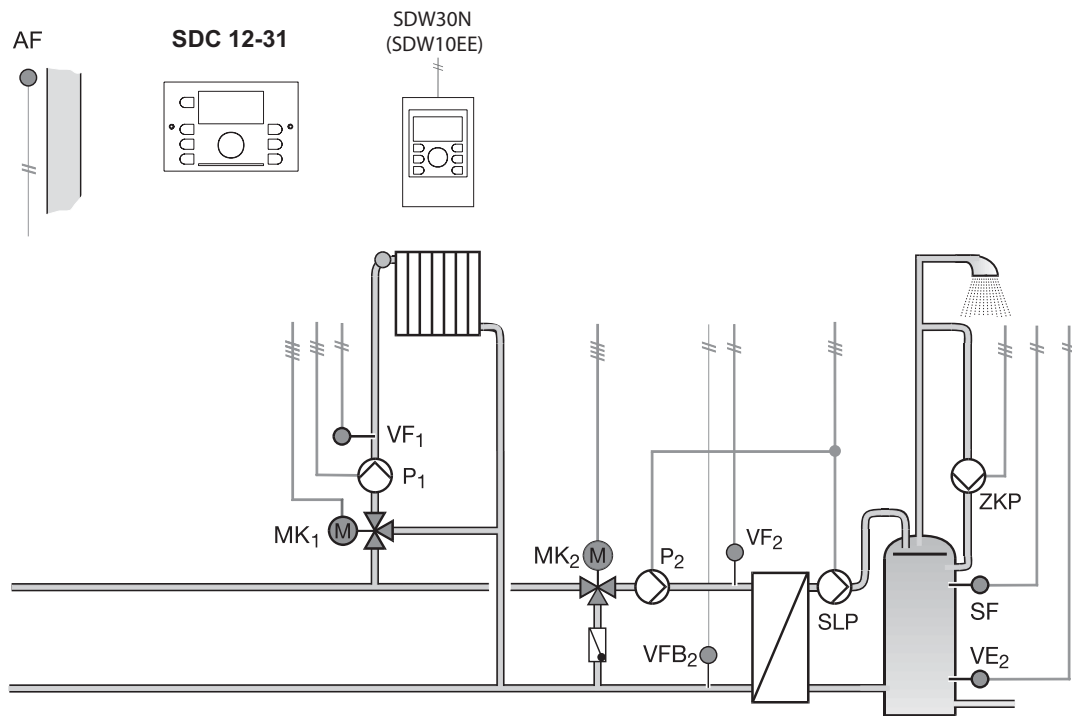 AF
SDC 12-31
SDW30N
(SDW10EE)
VF₁
P₁
MK₁
M
MK₂
M
P₂
VF₂
ZKP
SLP
SF
VFB₂
VE₂